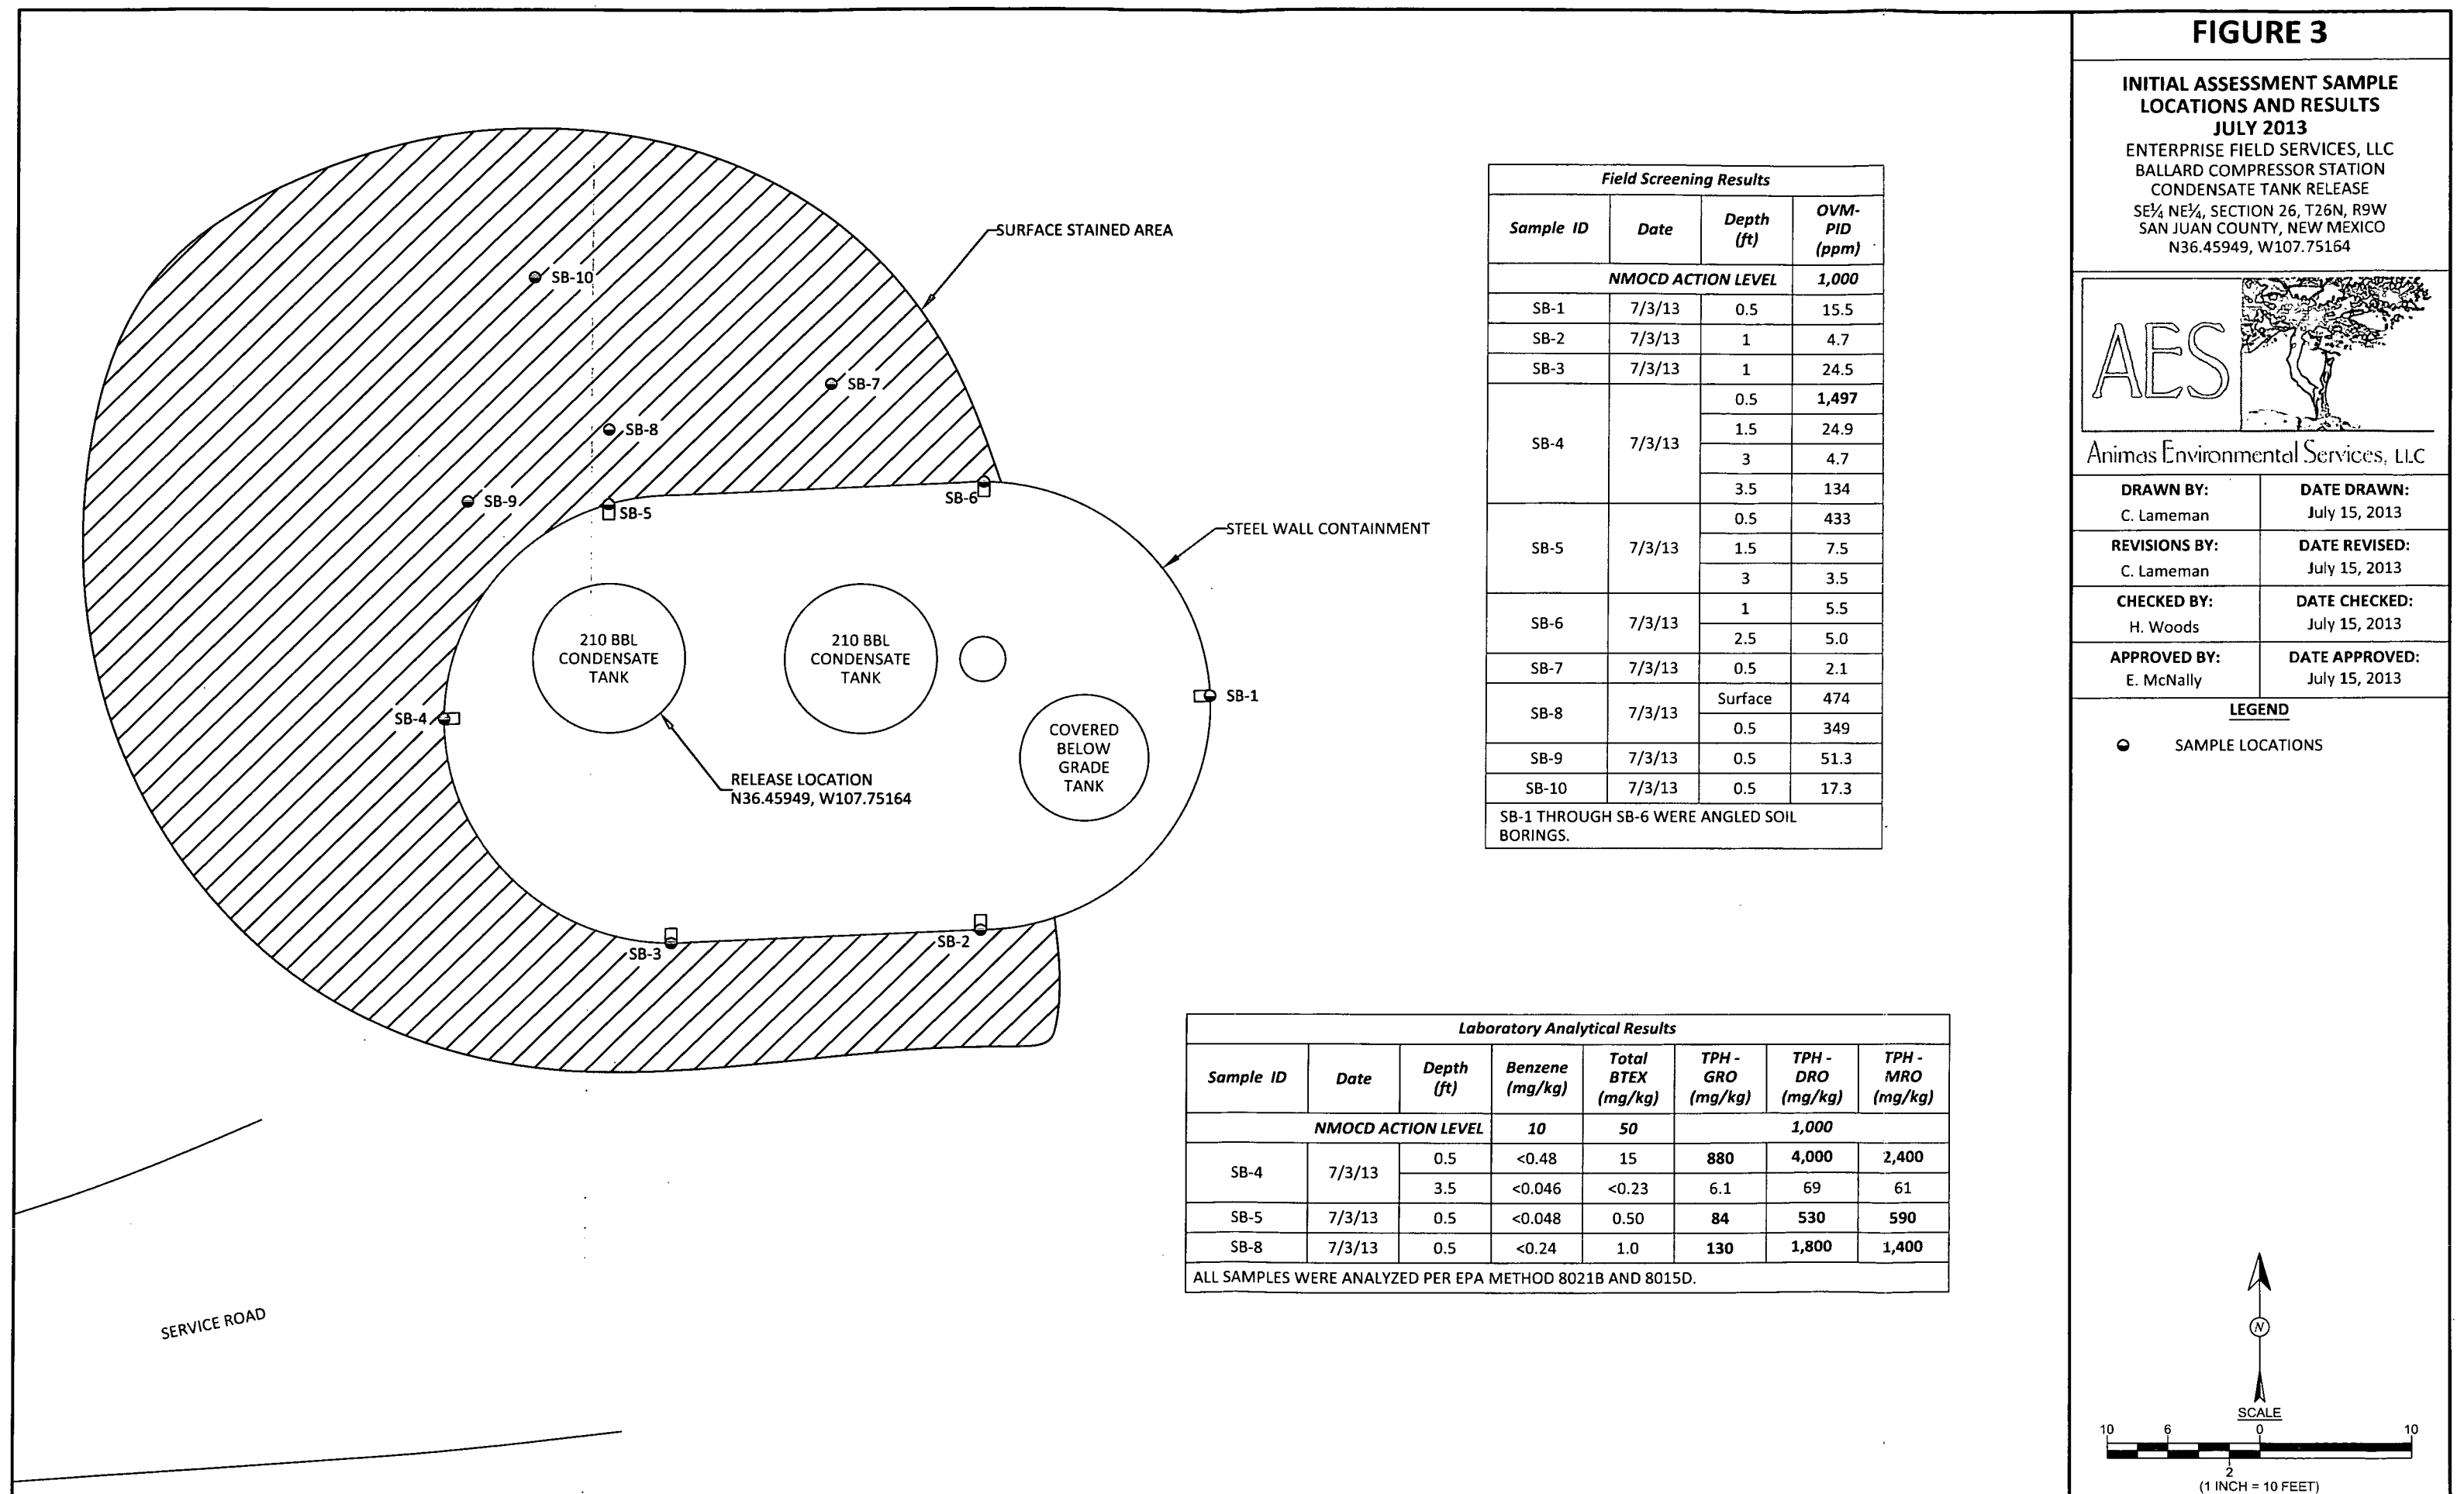 SURFACE STAINED AREA
SB-10
SB-7
SB-8
SB-9
SB-5
SB-6
STEEL WALL CONTAINMENT
210 BBL
CONDENSATE
TANK
210 BBL
CONDENSATE
TANK
SB-1
SB-4
COVERED
BELOW
GRADE
TANK
RELEASE LOCATION
N36.45949, W107.75164
SB-3
SB-2
SERVICE ROAD
Field Screening Results
Sample ID Date Depth (ft) OVM-PID (ppm)
NMOCD ACTION LEVEL 1,000
SB-1 7/3/13 0.5 15.5
SB-2 7/3/13 1 4.7
SB-3 7/3/13 1 24.5
SB-4 7/3/13 0.5 1,497
1.5 24.9
3 4.7
3.5 134
SB-5 7/3/13 0.5 433
1.5 7.5
3 3.5
SB-6 7/3/13 1 5.5
2.5 5.0
SB-7 7/3/13 0.5 2.1
SB-8 7/3/13 Surface 474
0.5 349
SB-9 7/3/13 0.5 51.3
SB-10 7/3/13 0.5 17.3
SB-1 THROUGH SB-6 WERE ANGLED SOIL
BORINGS.
Laboratory Analytical Results
Sample ID Date Depth (ft) Benzene (mg/kg) Total BTEX (mg/kg) TPH - GRO (mg/kg) TPH - DRO (mg/kg) TPH - MRO (mg/kg)
NMOCD ACTION LEVEL 10 50 1,000
SB-4 7/3/13 0.5 <0.48 15 880 4,000 2,400
3.5 <0.046 <0.23 6.1 69 61
SB-5 7/3/13 0.5 <0.048 0.50 84 530 590
SB-8 7/3/13 0.5 <0.24 1.0 130 1,800 1,400
ALL SAMPLES WERE ANALYZED PER EPA METHOD 8021B AND 8015D.
FIGURE 3
INITIAL ASSESSMENT SAMPLE
LOCATIONS AND RESULTS
JULY 2013
ENTERPRISE FIELD SERVICES, LLC
BALLARD COMPRESSOR STATION
CONDENSATE TANK RELEASE
SE¼ NE¼, SECTION 26, T26N, R9W
SAN JUAN COUNTY, NEW MEXICO
N36.45949, W107.75164
AES
Animas Environmental Services, LLC
DRAWN BY: DATE DRAWN:
C. Lameman July 15, 2013
REVISIONS BY: DATE REVISED:
C. Lameman July 15, 2013
CHECKED BY: DATE CHECKED:
H. Woods July 15, 2013
APPROVED BY: DATE APPROVED:
E. McNally July 15, 2013
LEGEND
SAMPLE LOCATIONS
N
SCALE
10 6 0 10
2
(1 INCH = 10 FEET)